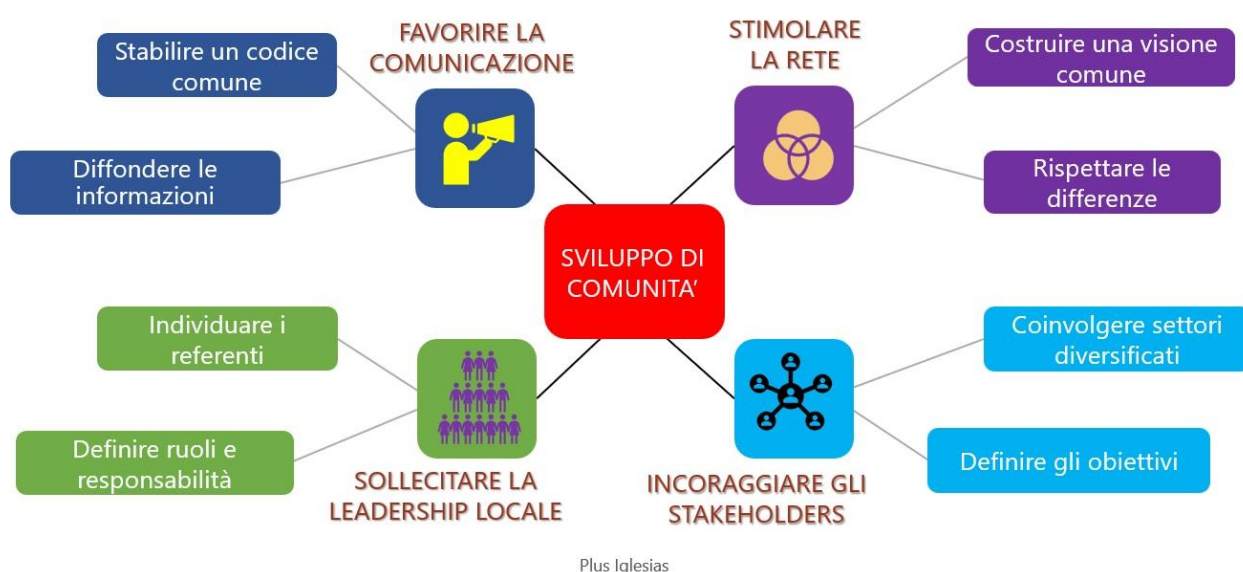 FAVORIRE LA
COMUNICAZIONE
Stabilire un codice
comune
Diffondere le
informazioni
STIMOLARE
LA RETE
Costruire una visione
comune
Rispettare le
differenze
SVILUPPO DI
COMUNITA’
Individuare i
referenti
Definire ruoli e
responsabilità
SOLLECITARE LA
LEADERSHIP LOCALE
Coinvolgere settori
diversificati
Definire gli obiettivi
INCORAGGIARE GLI
STAKEHOLDERS
Plus Iglesias